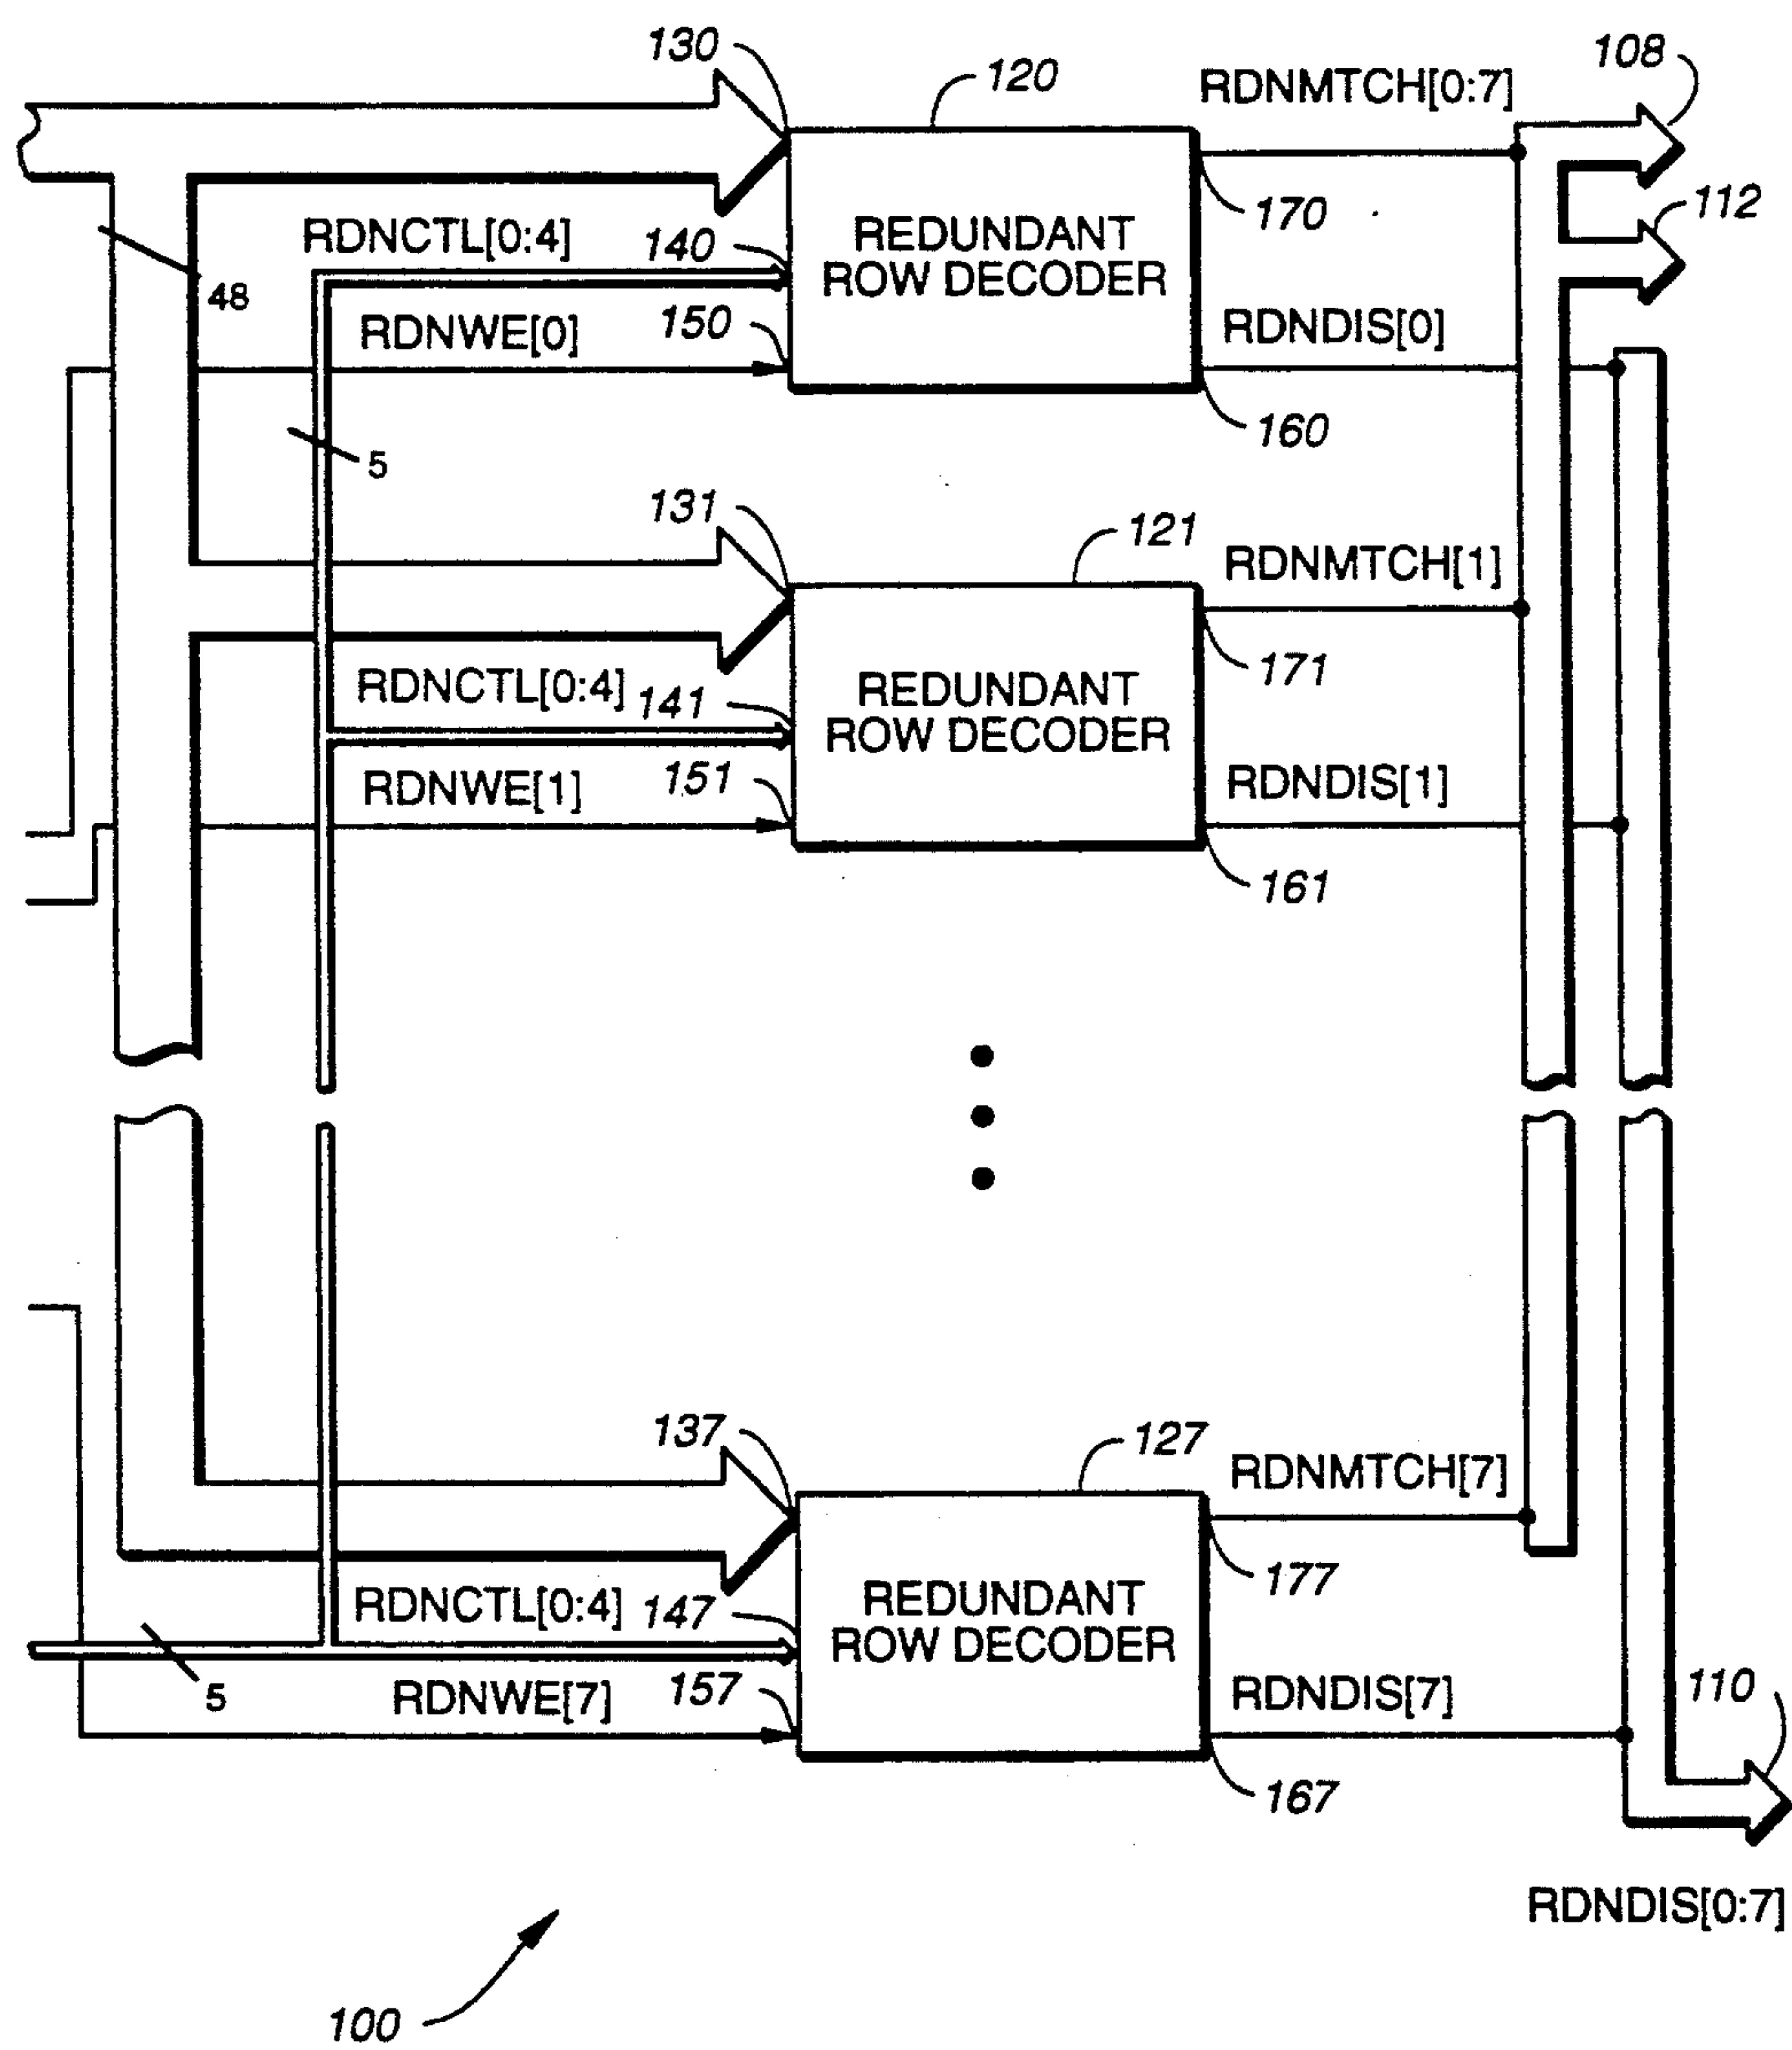 130
120
RDNMTCH[0:7]
108
112
170
REDUNDANT
ROW DECODER
RDNCTL[0:4]
140
48
RDNWE[0]
150
RDNDIS[0]
160
5
131
121
RDNMTCH[1]
171
REDUNDANT
ROW DECODER
RDNCTL[0:4]
141
RDNWE[1]
151
RDNDIS[1]
161
137
127
RDNMTCH[7]
177
REDUNDANT
ROW DECODER
RDNCTL[0:4]
147
5
RDNWE[7]
157
RDNDIS[7]
110
167
RDNDIS[0:7]
100